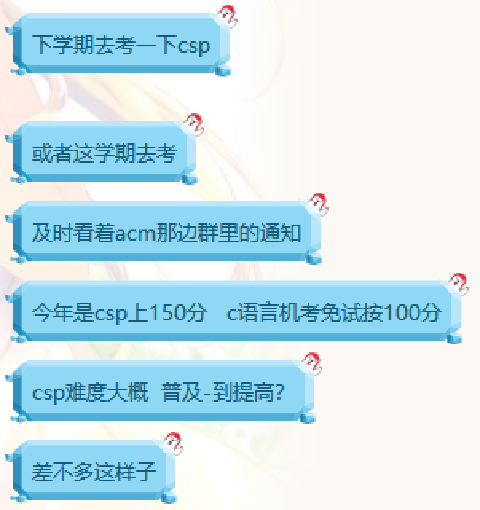 下学期去考一下csp
或者这学期去考
及时看着acm那边群里的通知
今年是csp上150分 c语言机考免试按100分
csp难度大概 普及-到提高?
差不多这样子